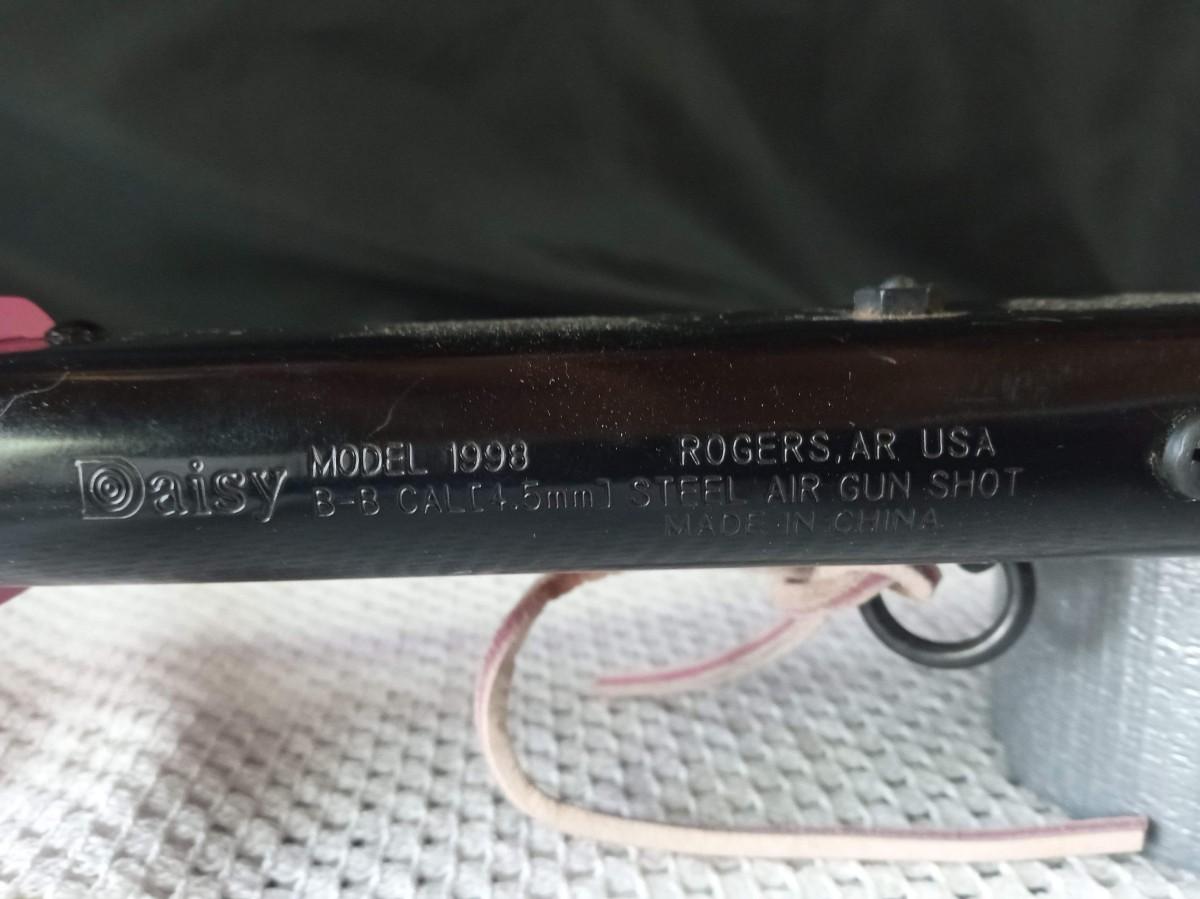 Daisy MODEL 1998 ROGERS, AR USA
B-B CAL[4.5mm] STEEL AIR GUN SHOT
MADE IN CHINA